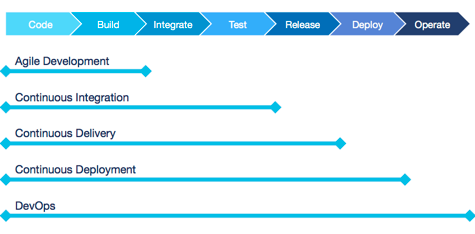 Code Build Integrate Test Release Deploy Operate
Agile Development
Continuous Integration
Continuous Delivery
Continuous Deployment
DevOps